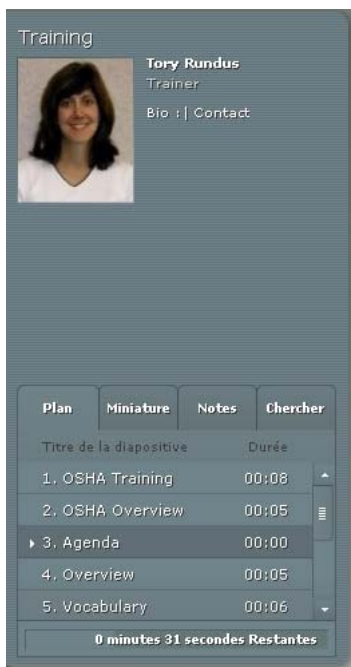 Training
Tory Rundus
Trainer
Bio :| Contact
Plan Miniature Notes Chercher
Titre de la diapositive Durée
1. OSHA Training 00:08
2. OSHA Overview 00:05
3. Agenda 00:00
4. Overview 00:05
5. Vocabulary 00:06
0 minutes 31 secondes Restantes